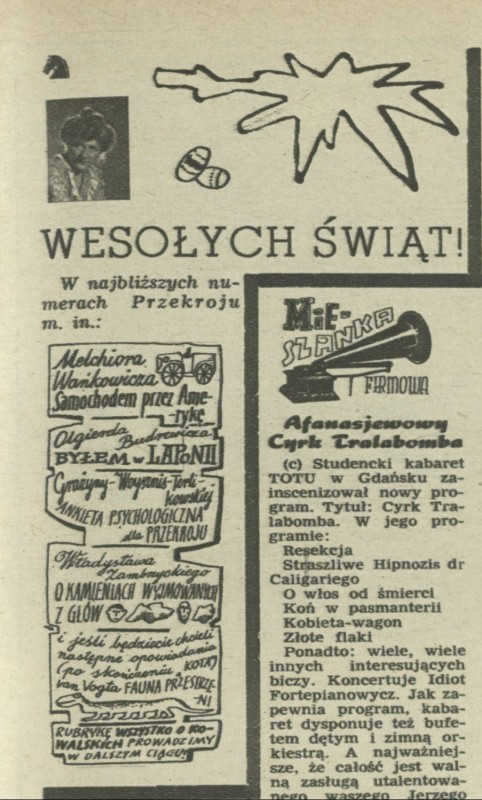 WESOŁYCH ŚWIĄT!
W najbliższych nu-
merach Przekroju
m. in.:
Melchiora
Wańkowicza
Samochodem przez Ame-
rykę
Olgierda Budrewicza
BYŁEM w LAPONII
Grażyny-Woysznis-Terli-
kowskiej
ANKIETA PSYCHOLOGICZNA
dla PRZEKROJU
Władysława
Zambrzyckiego
O KAMIENIACH WYJMOWANYCH
Z GŁÓW
i jeśli będziecie chcieli
następne opowiadania
(po skończeniu KOTA)
van Vogta FAUNA PRZESTRZE-
NI
RUBRYKĘ WSZYSTKO O KO-
WALSKICH PROWADZIMY
W DALSZYM CIĄGU
MIE-
SZANKA
FIRMOWA
Afanasjewowy
Cyrk Tralabomba
(c) Studencki kabaret
TOTU w Gdańsku za-
inscenizował nowy pro-
gram. Tytuł: Cyrk Tra-
labomba. W jego pro-
gramie:
Resekcja
Straszliwe Hipnozis dr
Caligariego
O włos od śmierci
Koń w pasmanterii
Kobieta-wagon
Złote flaki
Ponadto: wiele, wiele
innych interesujących
biczy. Koncertuje Idiot
Fortepianowycz. Jak za-
pewnia program, kaba-
ret dysponuje też bufe-
tem dętym i zimną or-
kiestrą. A najważniej-
sze, że całość jest wal-
ną zasługą utalentowa-
nego waszego Jerzego